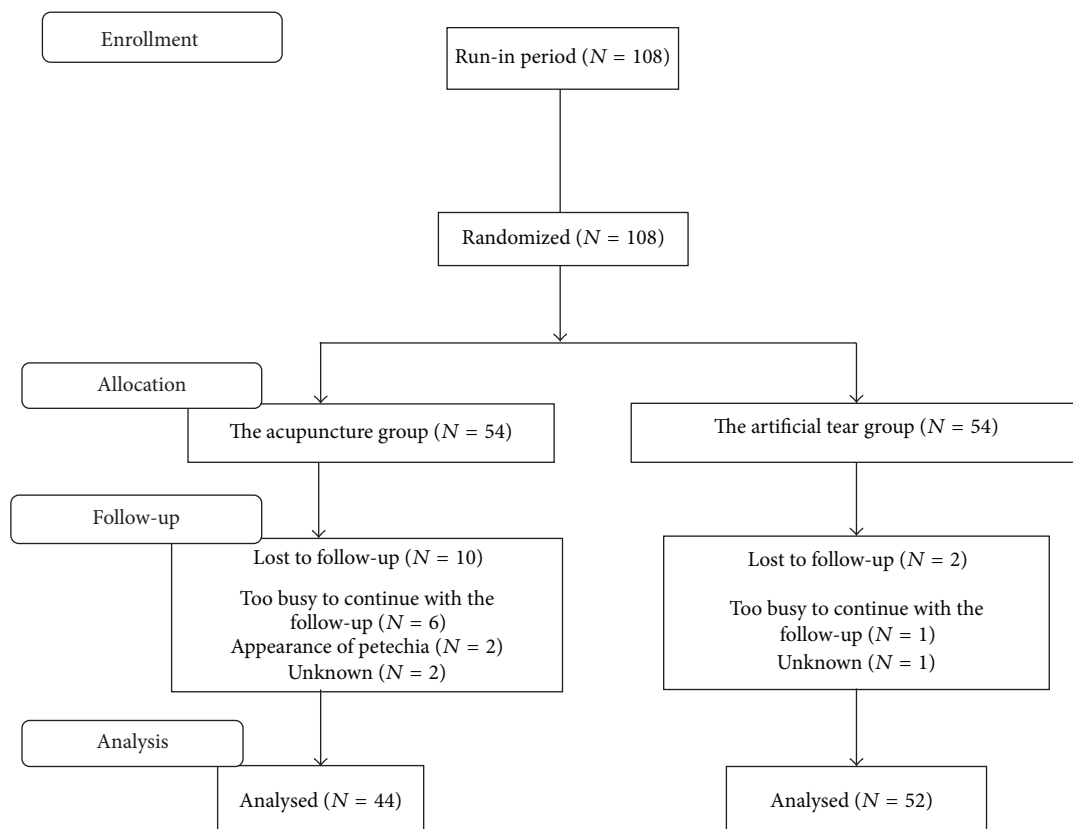 Enrollment
Run-in period (N = 108)
Randomized (N = 108)
Allocation
The acupuncture group (N = 54)
The artificial tear group (N = 54)
Follow-up
Lost to follow-up (N = 10)
Too busy to continue with the
follow-up (N = 6)
Appearance of petechia (N = 2)
Unknown (N = 2)
Lost to follow-up (N = 2)
Too busy to continue with the
follow-up (N = 1)
Unknown (N = 1)
Analysis
Analysed (N = 44)
Analysed (N = 52)